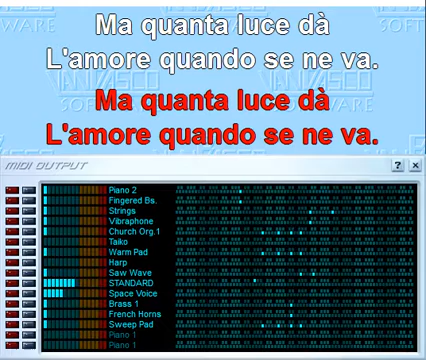 Ma quanta luce dà
L'amore quando se ne va.
Ma quanta luce dà
L'amore quando se ne va.
VANBASCO
SOFTWARE
MIDI OUTPUT
Piano 2
Fingered Bs.
Strings
Vibraphone
Church Org.1
Taiko
Warm Pad
Harp
Saw Wave
STANDARD
Space Voice
Brass 1
French Horns
Sweep Pad
Piano 1
Piano 1